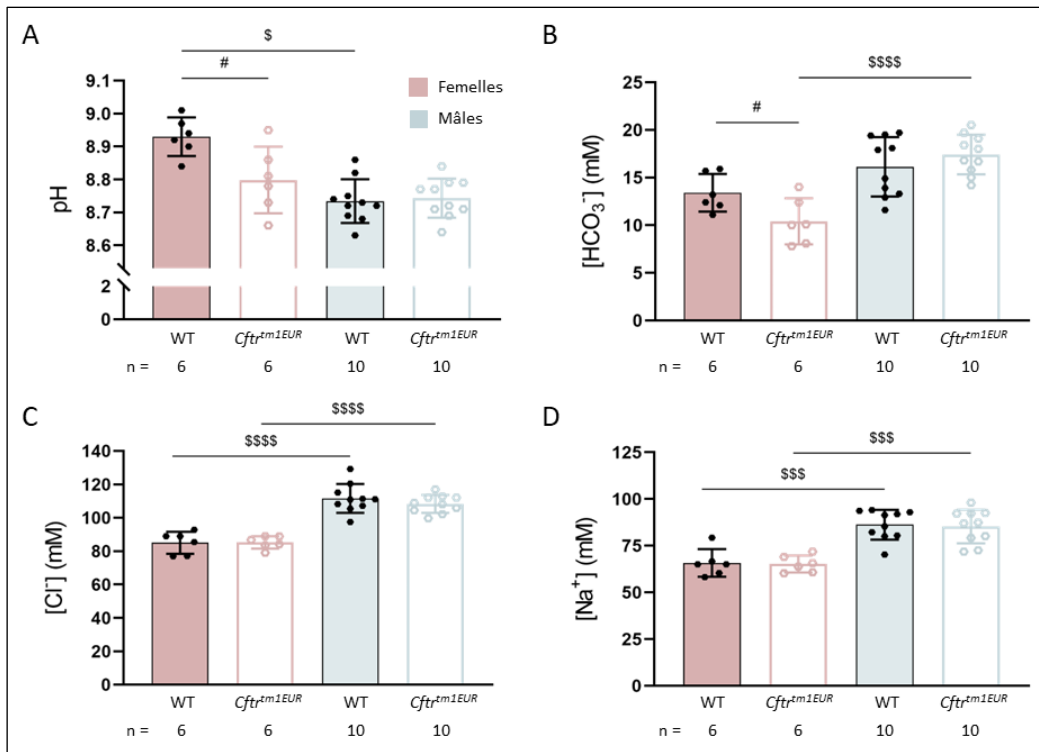 A
$
#
9.1
9.0
8.9
8.8
8.7
8.6
2
0
pH
Femelles
Mâles
WT Cftrtm1EUR WT Cftrtm1EUR
n = 6 6 10 10
B
$$$$
#
25
20
15
10
5
0
[HCO3-] (mM)
WT Cftrtm1EUR WT Cftrtm1EUR
n = 6 6 10 10
C
$$$$
$$$$
140
120
100
80
60
40
20
0
[Cl-] (mM)
WT Cftrtm1EUR WT Cftrtm1EUR
n = 6 6 10 10
D
$$$
$$$
125
100
75
50
25
0
[Na+] (mM)
WT Cftrtm1EUR WT Cftrtm1EUR
n = 6 6 10 10